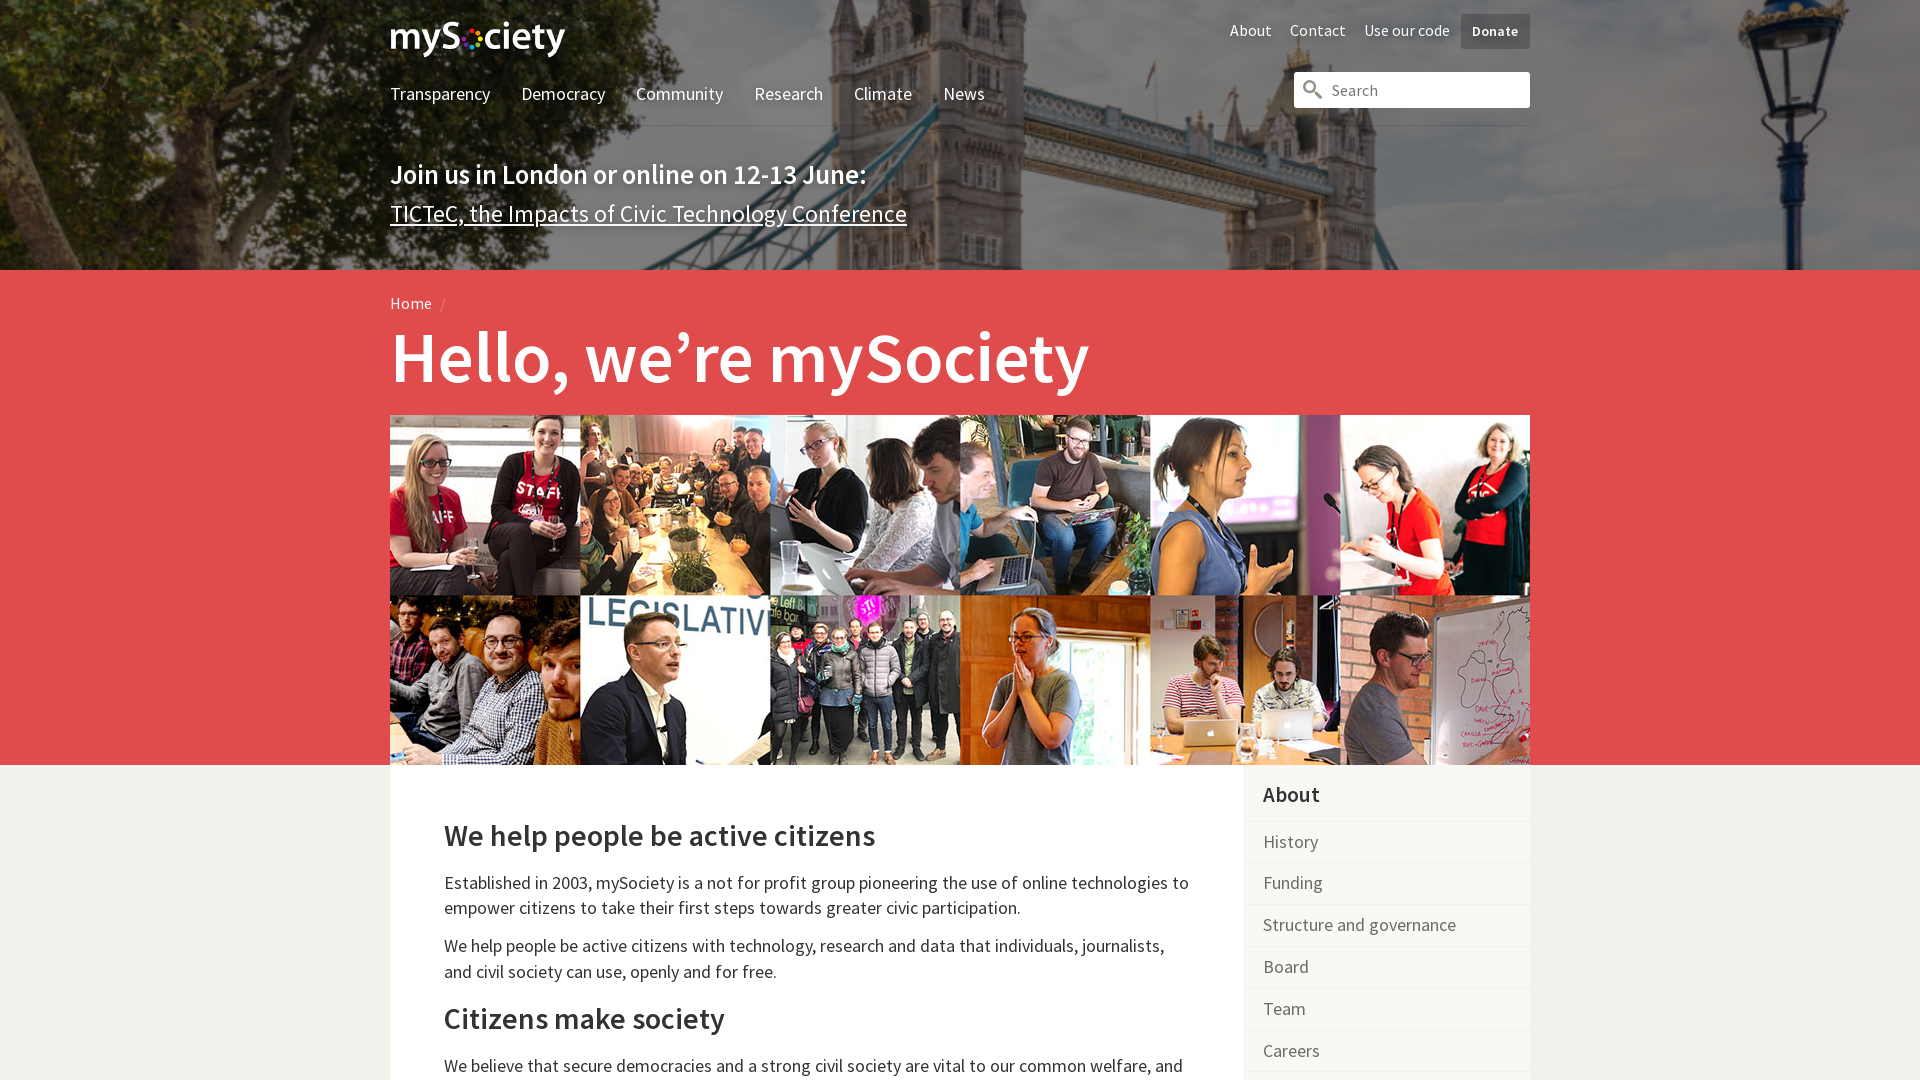 mySociety
About Contact Use our code Donate
Transparency Democracy Community Research Climate News
Search
Join us in London or online on 12-13 June:
TICTeC, the Impacts of Civic Technology Conference
Home /
Hello, we’re mySociety
STAFF
AFF
LEGISLATIV
We help people be active citizens
Established in 2003, mySociety is a not for profit group pioneering the use of online technologies to
empower citizens to take their first steps towards greater civic participation.
We help people be active citizens with technology, research and data that individuals, journalists,
and civil society can use, openly and for free.
Citizens make society
We believe that secure democracies and a strong civil society are vital to our common welfare, and
About
History
Funding
Structure and governance
Board
Team
Careers